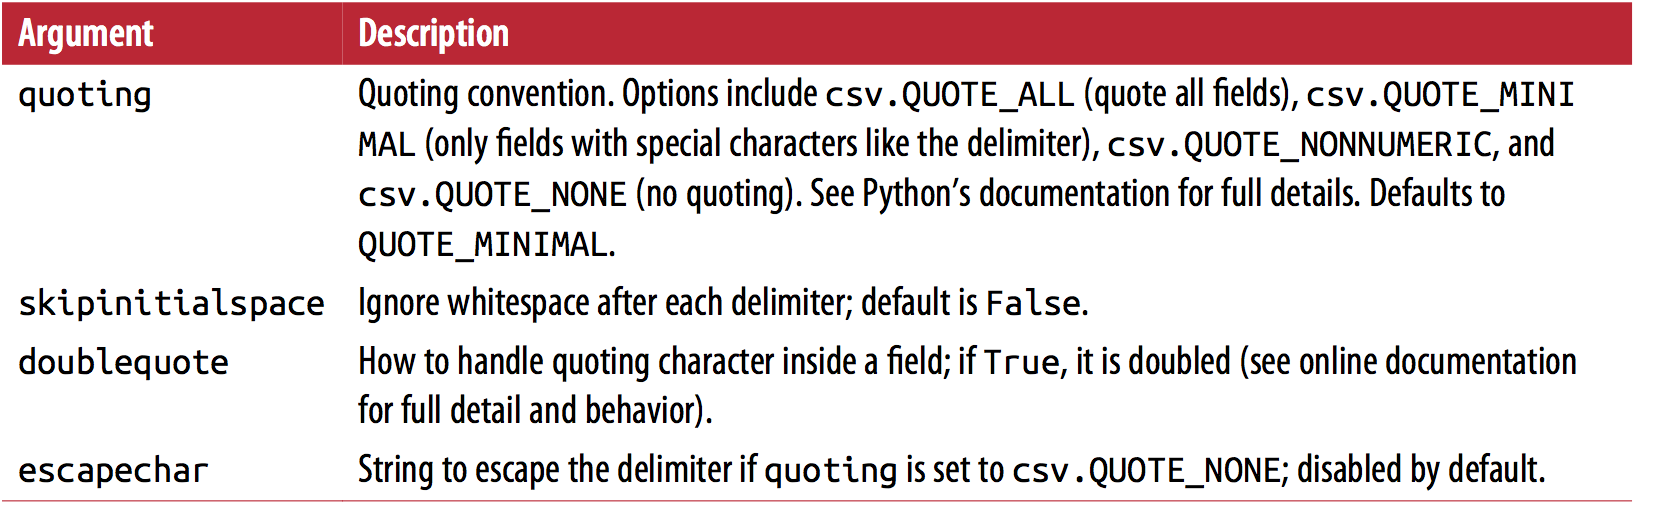 Argument Description
quoting Quoting convention. Options include csv.QUOTE_ALL (quote all fields), csv.QUOTE_MINI
MAL (only fields with special characters like the delimiter), csv.QUOTE_NONNUMERIC, and
csv.QUOTE_NONE (no quoting). See Python’s documentation for full details. Defaults to
QUOTE_MINIMAL.
skipinitialspace Ignore whitespace after each delimiter; default is False.
doublequote How to handle quoting character inside a field; if True, it is doubled (see online documentation
for full detail and behavior).
escapechar String to escape the delimiter if quoting is set to csv.QUOTE_NONE; disabled by default.